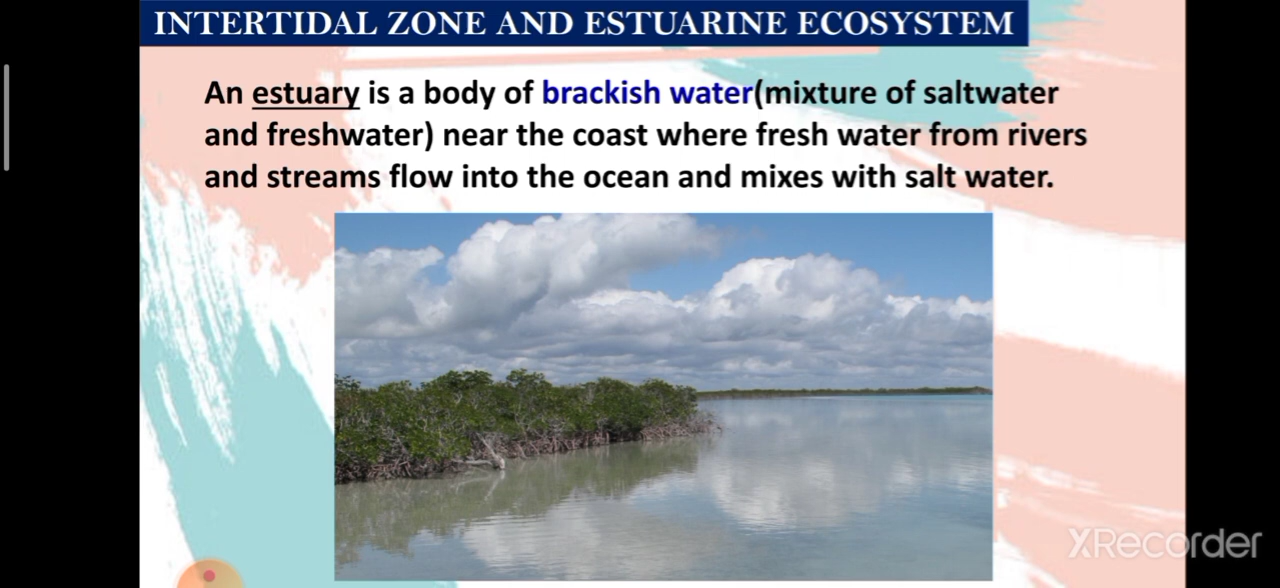 INTERTIDAL ZONE AND ESTUARINE ECOSYSTEM
An estuary is a body of brackish water(mixture of saltwater
and freshwater) near the coast where fresh water from rivers
and streams flow into the ocean and mixes with salt water.
XRecorder